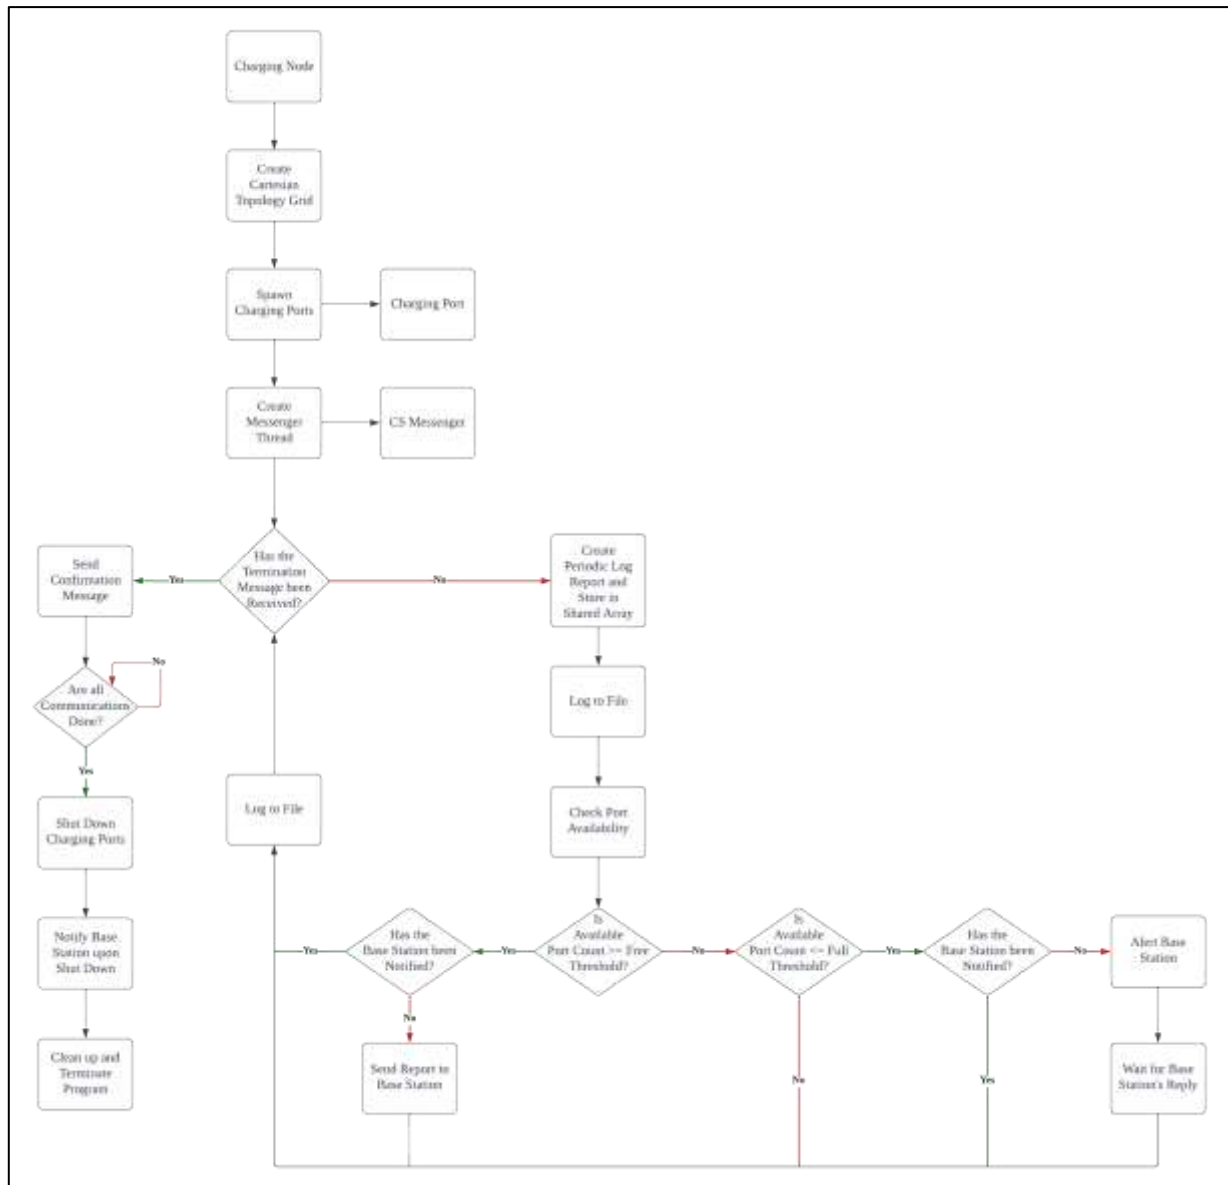 Charging Node
Create
Cartesian
Topology Grid
Spawn
Charging Ports
Charging Port
Create
Messenger
Thread
CS Messenger
Has the
Termination
Message been
Received?
Yes
No
Send
Confirmation
Message
Create
Periodic Log
Report and
Store in
Shared Array
Are all
Communications
Done?
No
Yes
Log to File
Log to File
Check Port
Availability
Shut Down
Charging Ports
Notify Base
Station upon
Shut Down
Clean up and
Terminate
Program
Is
Available
Port Count >= Free
Threshold?
Yes
No
Has the
Base Station been
Notified?
Yes
No
Send Report to
Base Station
Is
Available
Port Count <= Full
Threshold?
Yes
No
Has the
Base Station been
Notified?
No
Yes
Alert Base
Station
Wait for Base
Station's Reply